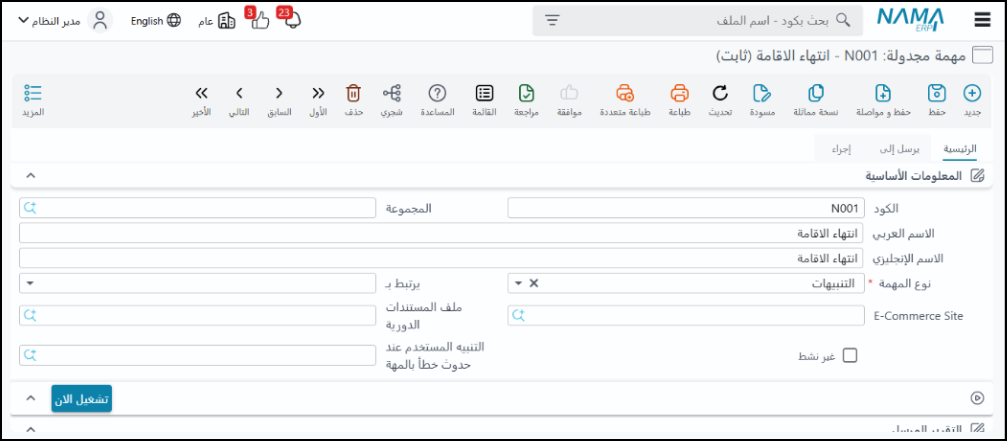 NAMA ERP
بحث بكود - اسم الملف
23
3
عام
English
مدير النظام
مهمة مجدولة: N001 - انتهاء الاقامة (ثابت)
جديد
حفظ
حفظ و مواصلة
نسخة مماثلة
مسودة
تحديث
طباعة
طباعة متعددة
موافقة
مراجعة
القائمة
المساعدة
شجري
حذف
الأول
السابق
التالي
الأخير
المزيد
الرئيسية
يرسل إلى
إجراء
المعلومات الأساسية
الكود N001
المجموعة
الاسم العربي انتهاء الاقامة
الاسم الإنجليزي انتهاء الاقامة
نوع المهمة * التنبيهات
يرتبط بـ
E-Commerce Site
ملف المستندات
الدورية
غير نشط
التنبيه المستخدم عند
حدوث خطأ بالمهة
تشغيل الان
التقرير المرسل